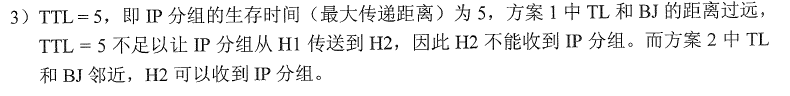 3）TTL = 5，即 IP 分组的生存时间（最大传递距离）为 5，方案 1 中 TL 和 BJ 的距离过远，
TTL = 5 不足以让 IP 分组从 H1 传送到 H2，因此 H2 不能收到 IP 分组。而方案 2 中 TL
和 BJ 邻近，H2 可以收到 IP 分组。